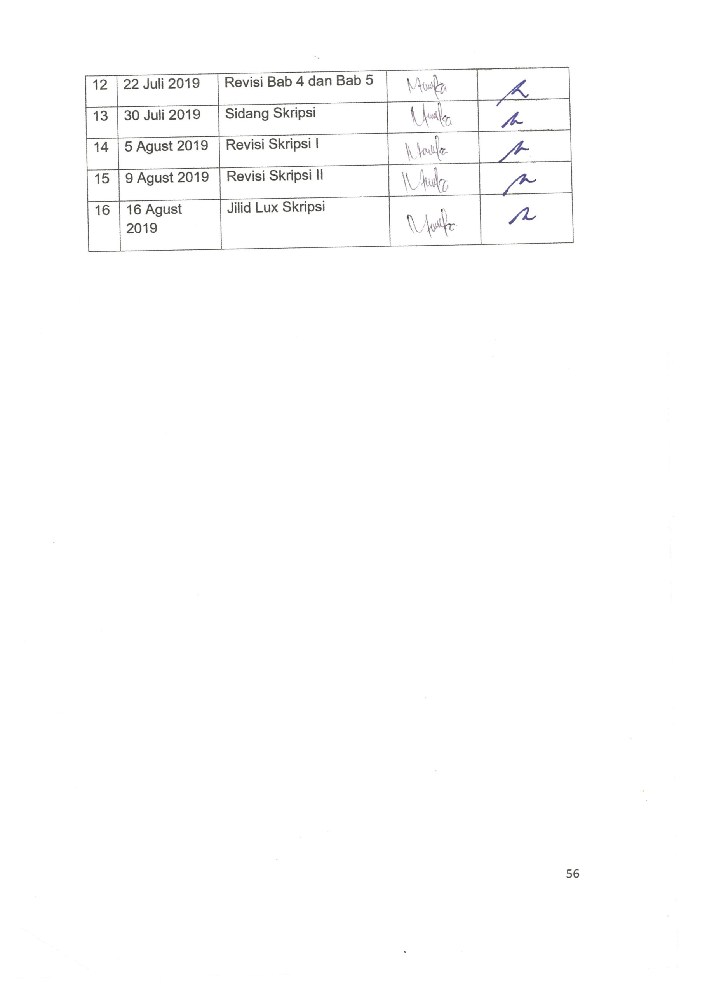 12 22 Juli 2019 Revisi Bab 4 dan Bab 5
13 30 Juli 2019 Sidang Skripsi
14 5 Agust 2019 Revisi Skripsi I
15 9 Agust 2019 Revisi Skripsi II
16 16 Agust Jilid Lux Skripsi
2019
56